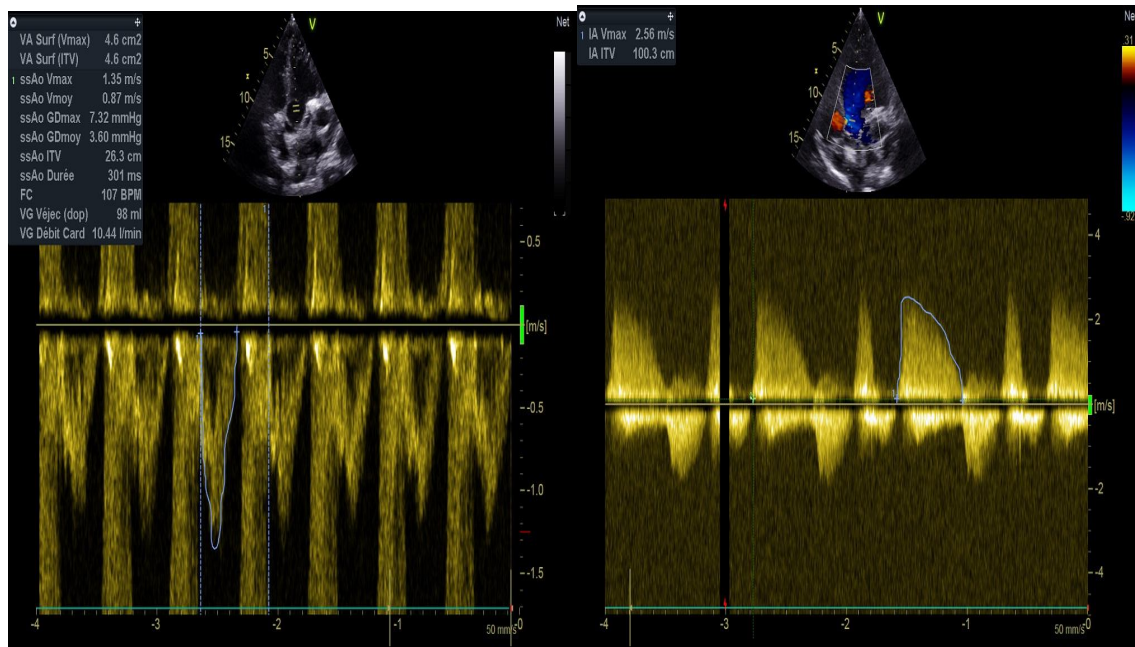 VA Surf (Vmax) 4.6 cm2
VA Surf (ITV) 4.6 cm2
1 ssAo Vmax 1.35 m/s
ssAo Vmoy 0.87 m/s
ssAo GDmax 7.32 mmHg
ssAo GDmoy 3.60 mmHg
ssAo ITV 26.3 cm
ssAo Durée 301 ms
FC 107 BPM
VG Véjec (dop) 98 ml
VG Débit Card 10.44 l/min
V
5
10
15
Net
-0.5
[m/s]
-0.5
-1.0
-1.5
-4 -3 -2 -1 0
50 mm/s
1 IA Vmax 2.56 m/s
IA ITV 100.3 cm
V
5
10
15
Net
.31
-.92
4
2
[m/s]
-2
-4
-4 -3 -2 -1 0
50 mm/s